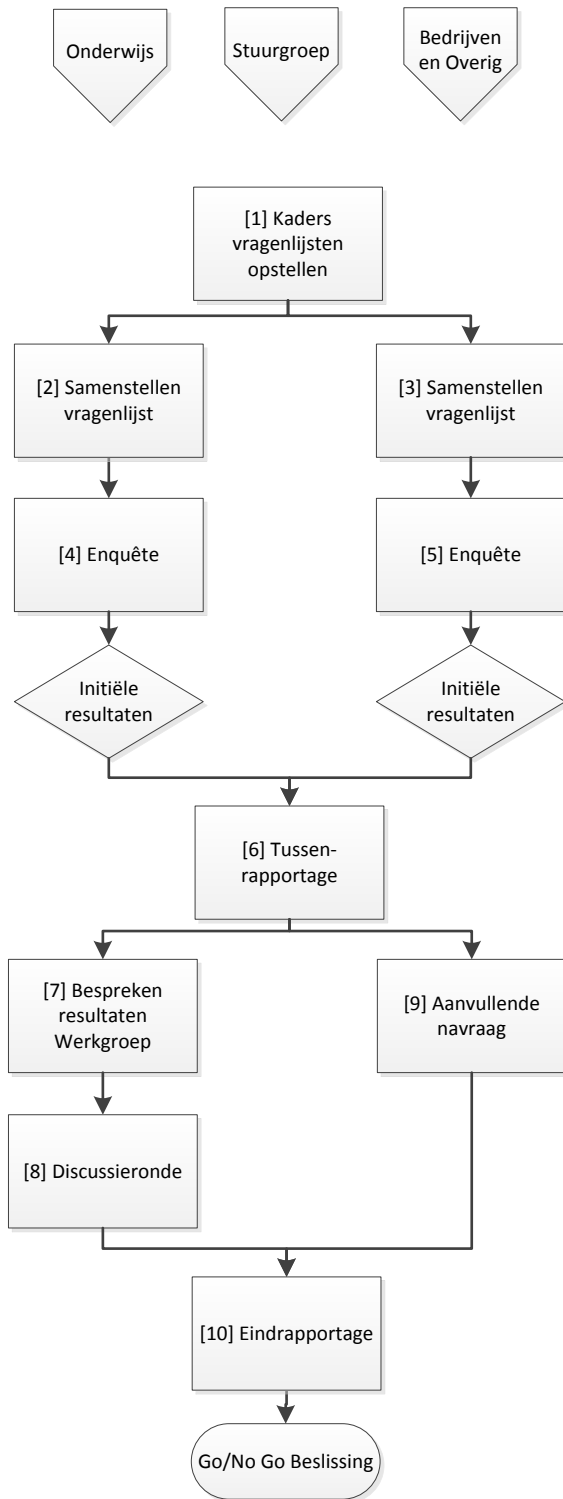 Onderwijs
Stuurgroep
Bedrijven
en Overig
[1] Kaders
vragenlijsten
opstellen
[2] Samenstellen
vragenlijst
[3] Samenstellen
vragenlijst
[4] Enquête
[5] Enquête
Initiële
resultaten
Initiële
resultaten
[6] Tussen-
rapportage
[7] Bespreken
resultaten
Werkgroep
[9] Aanvullende
navraag
[8] Discussieronde
[10] Eindrapportage
Go/No Go Beslissing